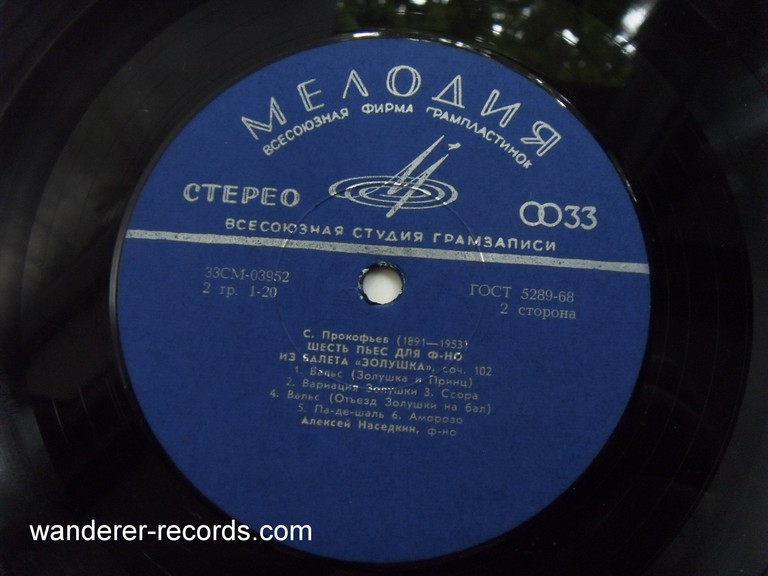 МЕЛОДИЯ
ВСЕСОЮЗНАЯ ФИРМА ГРАМПЛАСТИНОК
СТЕРЕО
33
ВСЕСОЮЗНАЯ СТУДИЯ ГРАМЗАПИСИ
33СМ-03952
2 гр. 1-20
ГОСТ 5289-68
2 сторона
С. Прокофьев (1891—1953)
ШЕСТЬ ПЬЕС ДЛЯ Ф-НО
ИЗ БАЛЕТА «ЗОЛУШКА», соч. 102
1. Вальс (Золушка и Принц)
2. Вариация Золушки 3. Ссора
4. Вальс (Отъезд Золушки на бал)
5. Па-де-шаль 6. Аморозо
Алексей Наседкин, ф-но
wanderer-records.com